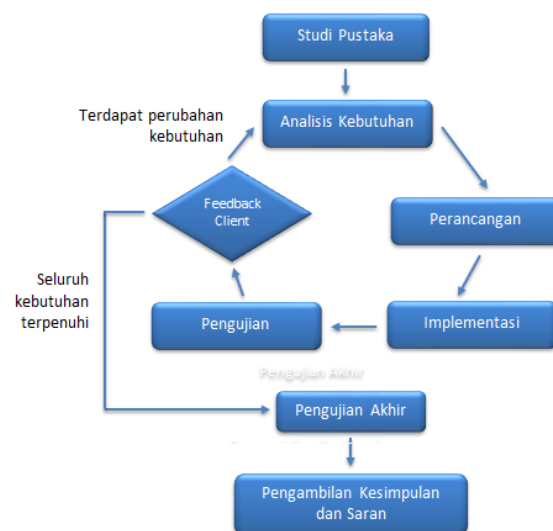 Studi Pustaka
Terdapat perubahan
kebutuhan
Analisis Kebutuhan
Feedback
Client
Perancangan
Seluruh
kebutuhan
terpenuhi
Pengujian
Implementasi
Pengujian Akhir
Pengujian Akhir
Pengambilan Kesimpulan
dan Saran